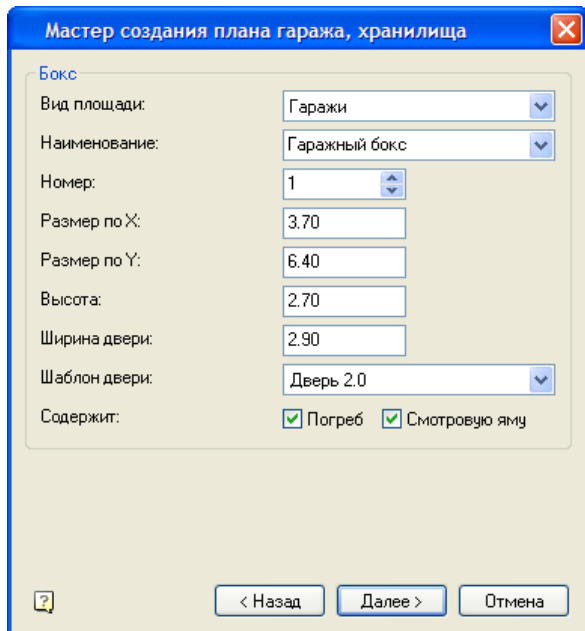 Мастер создания плана гаража, хранилища
Бокс
Вид площади: Гаражи
Наименование: Гаражный бокс
Номер: 1
Размер по X: 3.70
Размер по Y: 6.40
Высота: 2.70
Ширина двери: 2.90
Шаблон двери: Дверь 2.0
Содержит: Погреб Смотровую яму
? < Назад Далее > Отмена